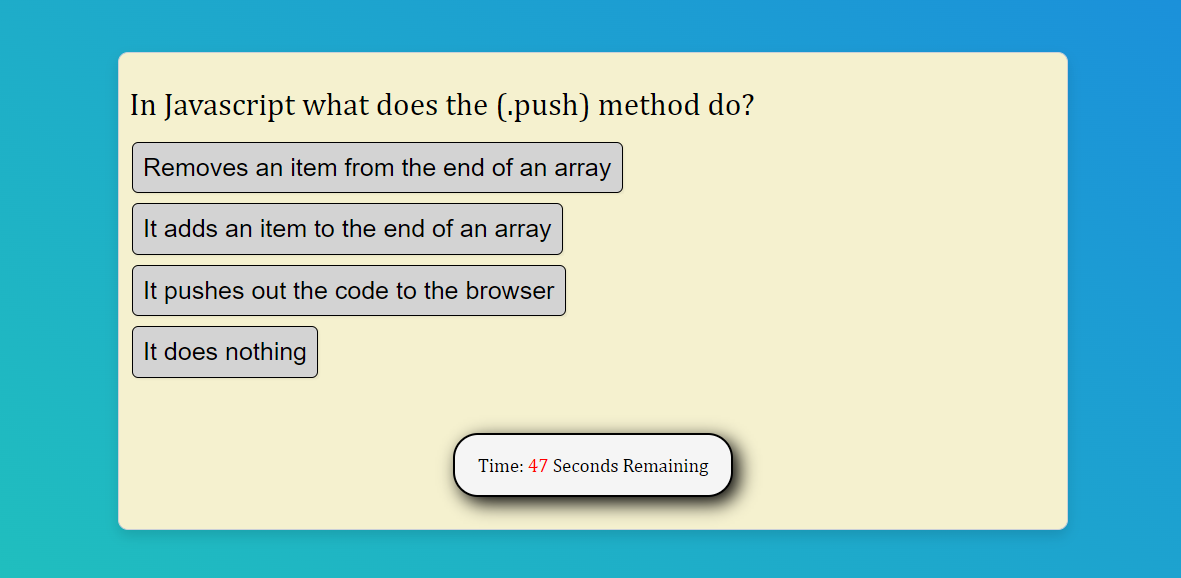 In Javascript what does the (.push) method do?
Removes an item from the end of an array
It adds an item to the end of an array
It pushes out the code to the browser
It does nothing
Time: 47 Seconds Remaining